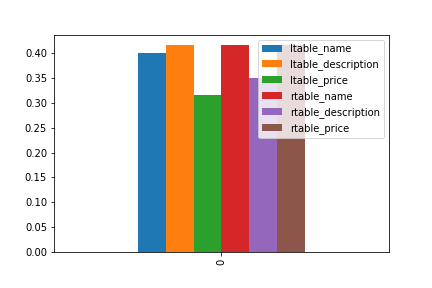 0.40
0.35
0.30
0.25
0.20
0.15
0.10
0.05
0.00
0
ltable_name
ltable_description
ltable_price
rtable_name
rtable_description
rtable_price